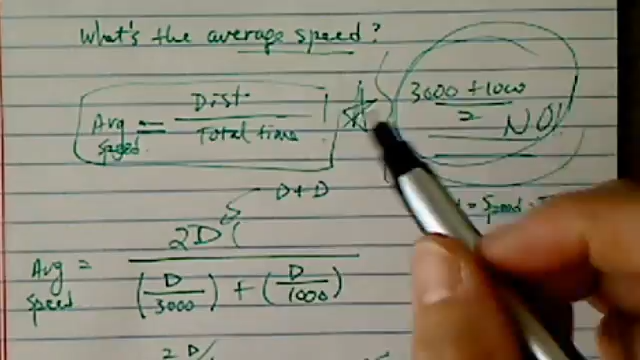 What's the average speed?
Avg speed = Dist / Total time
3000 + 1000 / 2 NO!
D + D
Avg speed = 2D / (D/3000) + (D/1000)
= Speed
2D/